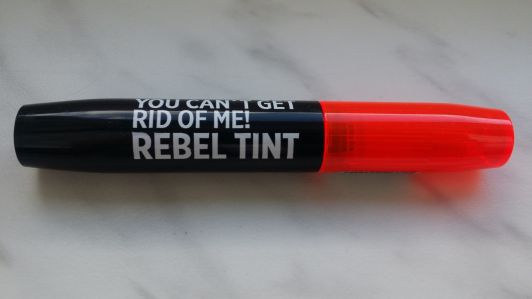 YOU CAN'T GET
RID OF ME!
REBEL TINT